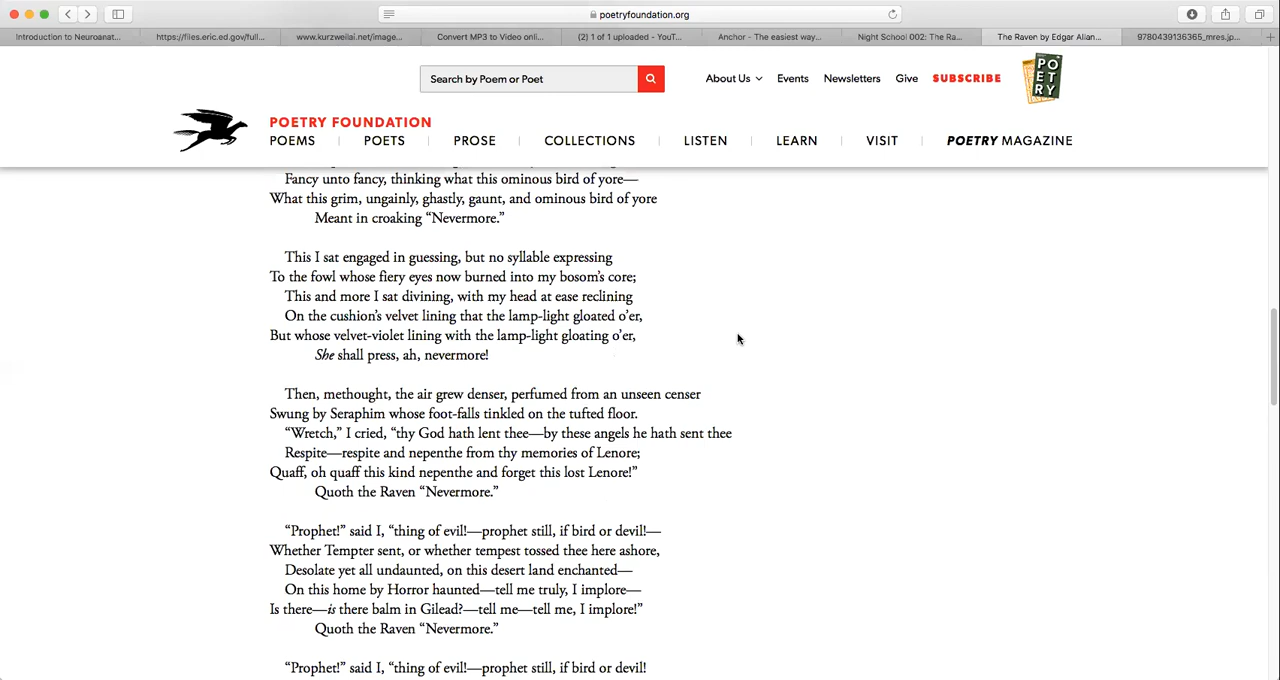 poetryfoundation.org
Introduction to Neuroanat...
https://files.eric.ed.gov/full...
www.kurzweilai.net/image...
Convert MP3 to Video onli...
(2) 1 of 1 uploaded - YouT...
Anchor - The easiest way...
Night School 002: The Ra...
The Raven by Edgar Allan...
9780439136365_mres.jp...
Search by Poem or Poet
About Us
Events
Newsletters
Give
SUBSCRIBE
PO
ET
RY
POETRY FOUNDATION
POEMS
POETS
PROSE
COLLECTIONS
LISTEN
LEARN
VISIT
POETRY MAGAZINE
Fancy unto fancy, thinking what this ominous bird of yore—
What this grim, ungainly, ghastly, gaunt, and ominous bird of yore
Meant in croaking “Nevermore.”
This I sat engaged in guessing, but no syllable expressing
To the fowl whose fiery eyes now burned into my bosom’s core;
This and more I sat divining, with my head at ease reclining
On the cushion’s velvet lining that the lamp-light gloated o’er,
But whose velvet-violet lining with the lamp-light gloating o’er,
She shall press, ah, nevermore!
Then, methought, the air grew denser, perfumed from an unseen censer
Swung by Seraphim whose foot-falls tinkled on the tufted floor.
“Wretch,” I cried, “thy God hath lent thee—by these angels he hath sent thee
Respite—respite and nepenthe from thy memories of Lenore;
Quaff, oh quaff this kind nepenthe and forget this lost Lenore!”
Quoth the Raven “Nevermore.”
“Prophet!” said I, “thing of evil!—prophet still, if bird or devil!—
Whether Tempter sent, or whether tempest tossed thee here ashore,
Desolate yet all undaunted, on this desert land enchanted—
On this home by Horror haunted—tell me truly, I implore—
Is there—is there balm in Gilead?—tell me—tell me, I implore!”
Quoth the Raven “Nevermore.”
“Prophet!” said I, “thing of evil!—prophet still, if bird or devil!